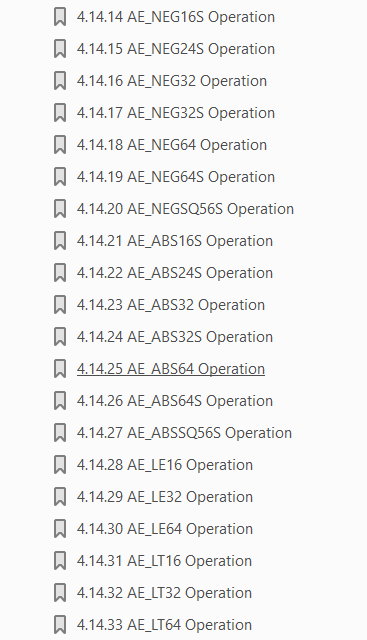 4.14.14 AE_NEG16S Operation
4.14.15 AE_NEG24S Operation
4.14.16 AE_NEG32 Operation
4.14.17 AE_NEG32S Operation
4.14.18 AE_NEG64 Operation
4.14.19 AE_NEG64S Operation
4.14.20 AE_NEGSQ56S Operation
4.14.21 AE_ABS16S Operation
4.14.22 AE_ABS24S Operation
4.14.23 AE_ABS32 Operation
4.14.24 AE_ABS32S Operation
4.14.25 AE_ABS64 Operation
4.14.26 AE_ABS64S Operation
4.14.27 AE_ABSSQ56S Operation
4.14.28 AE_LE16 Operation
4.14.29 AE_LE32 Operation
4.14.30 AE_LE64 Operation
4.14.31 AE_LT16 Operation
4.14.32 AE_LT32 Operation
4.14.33 AE_LT64 Operation